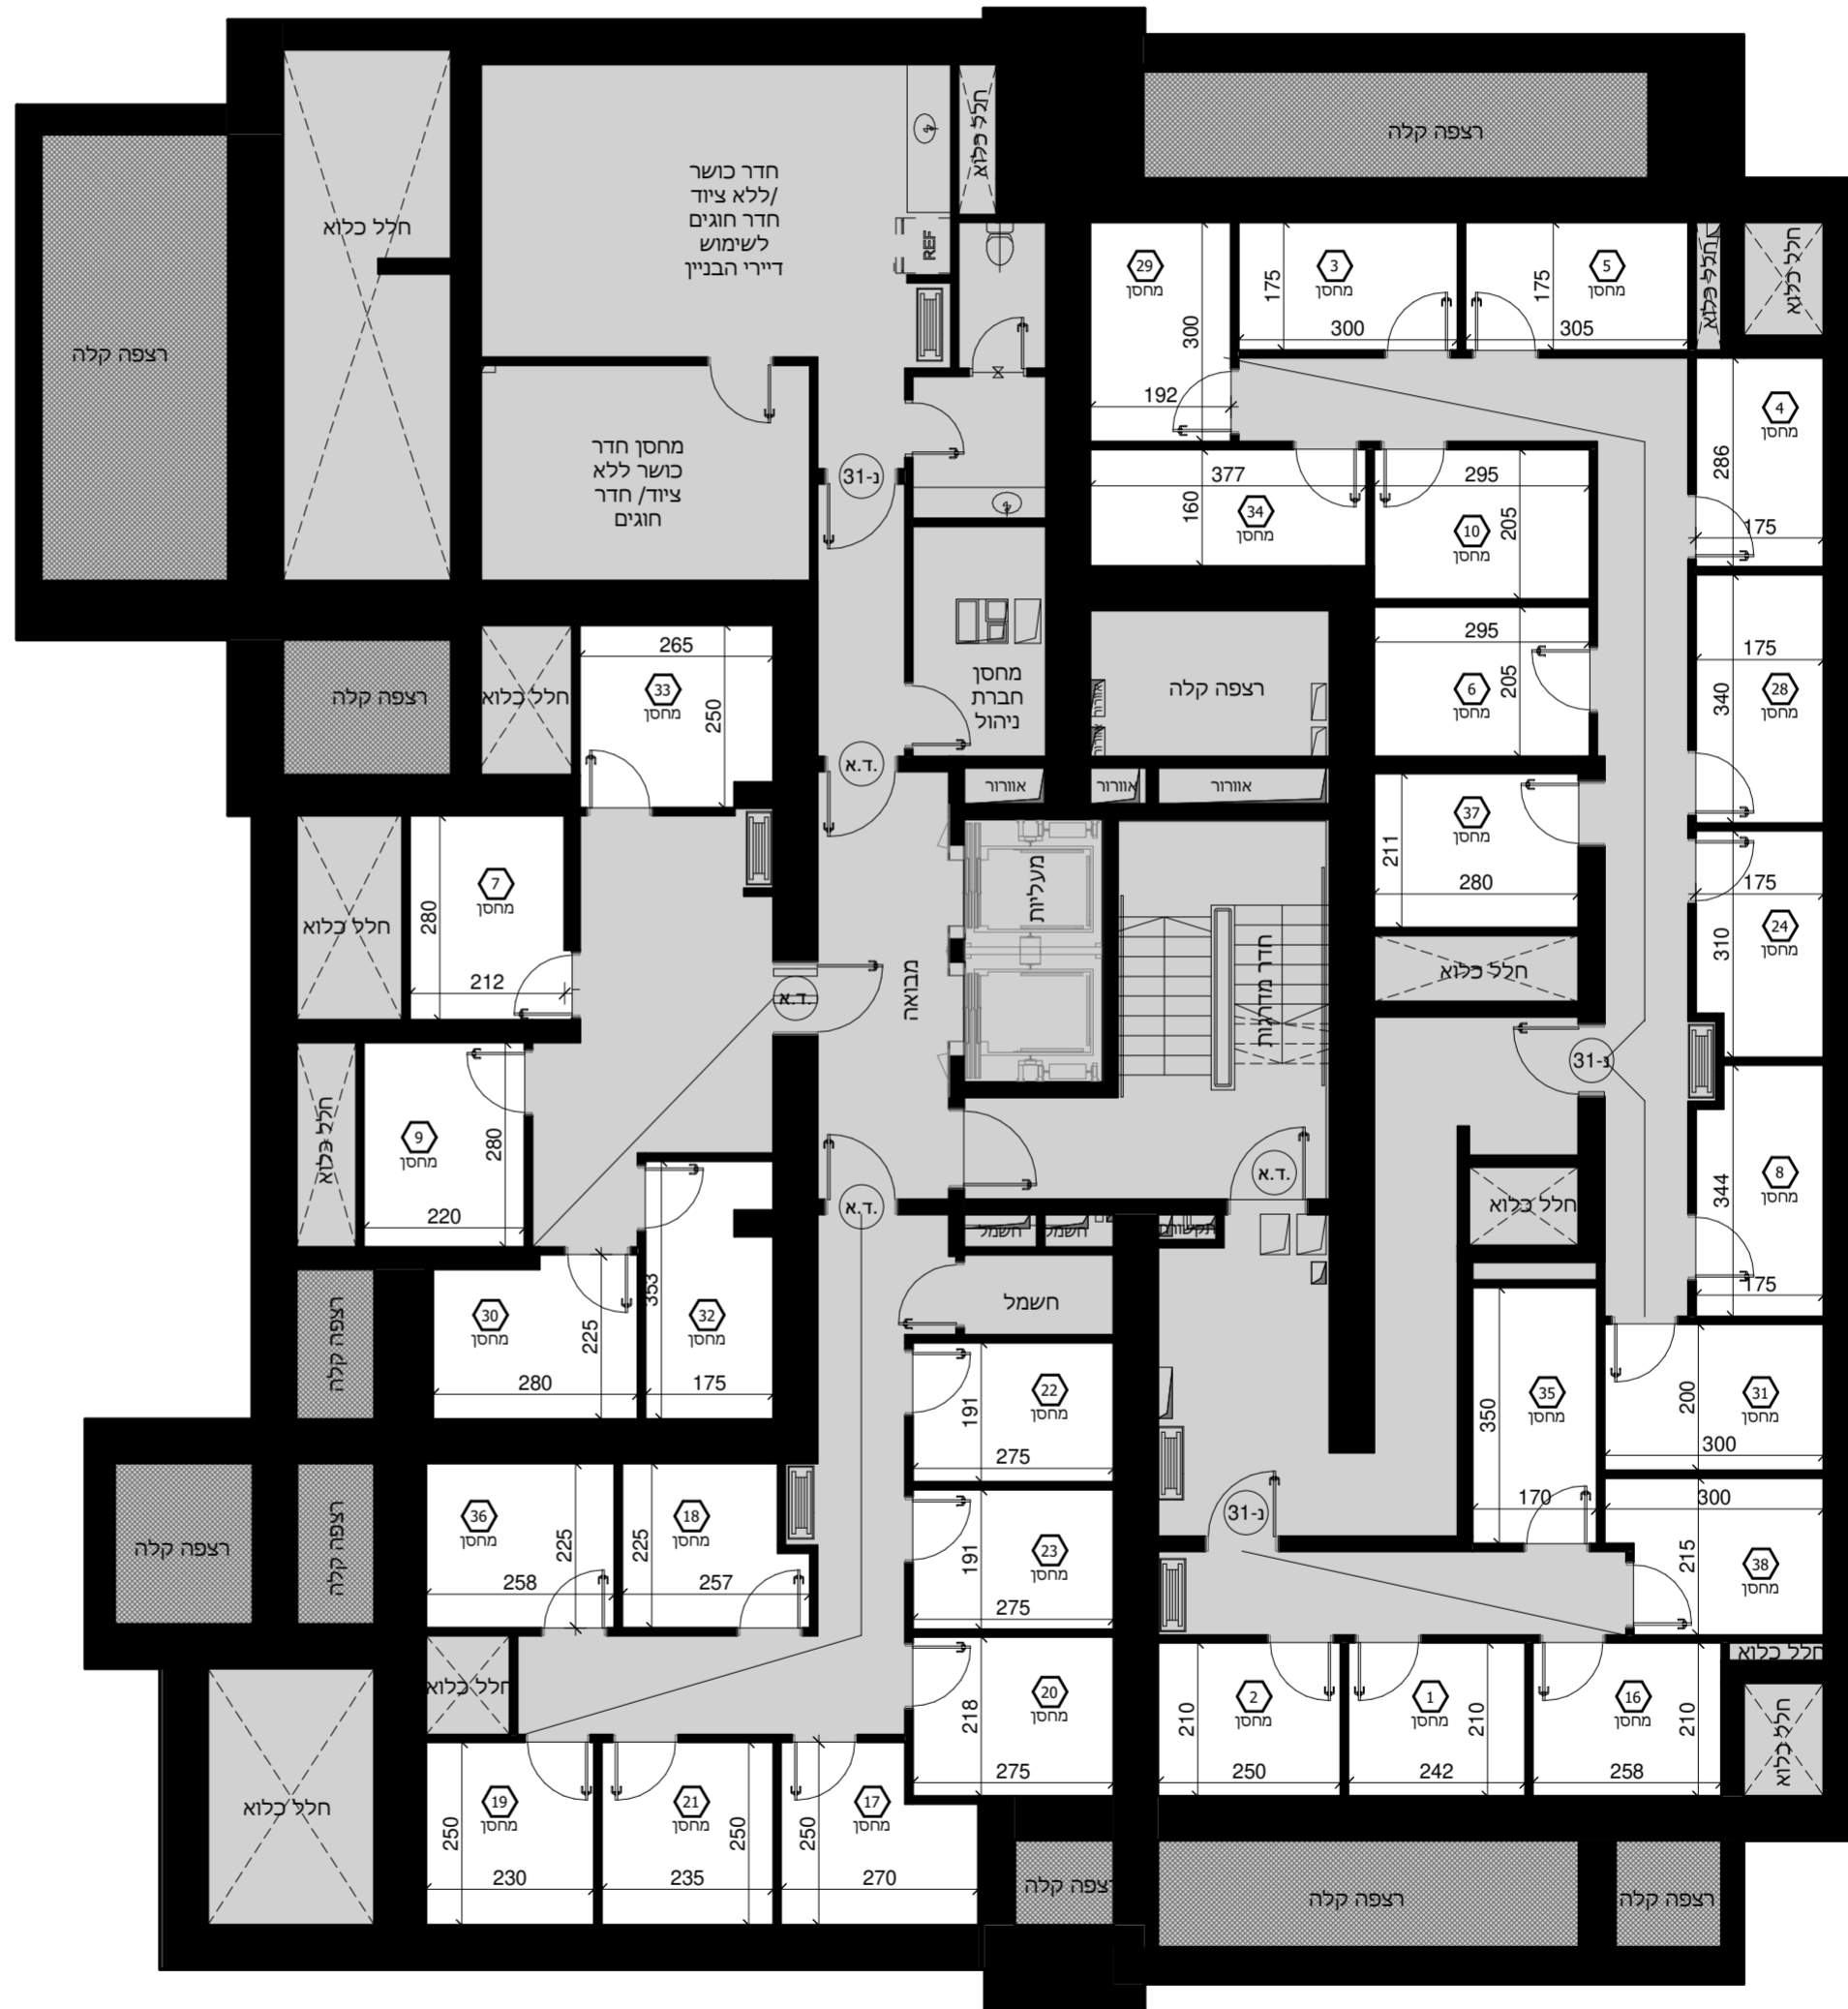 רצפה קלה
חלל כלוא
חדר כושר
/ללא ציוד
חדר חוגים
לשימוש
דיירי הבניין
REF
חלל כלוא
רצפה קלה
רצפה קלה
חלל כלוא
מחסן חדר
כושר ללא
ציוד/ חדר
חוגים
נ-31
29
מחסן
300
192
3
מחסן
175
300
5
מחסן
175
305
חלל כלוא
חלל כלוא
4
מחסן
286
175
34
מחסן
377
160
10
מחסן
295
205
28
מחסן
175
340
6
מחסן
295
205
רצפה קלה
אוורור
אוורור
מחסן
חברת
ניהול
33
מחסן
265
250
ד.א.
אוורור
אוורור
אוורור
37
מחסן
211
280
24
מחסן
175
310
חלל כלוא
7
מחסן
280
212
חלל כלוא
ד.א.
מבואה
מעליות
חדר מדרגות
חלל כלוא
נ-31
9
מחסן
280
220
חלל כלוא
8
מחסן
344
175
ד.א.
ד.א.
חשמל
חשמל
חשמל
30
מחסן
225
280
32
מחסן
353
175
רצפה קלה
22
מחסן
191
275
35
מחסן
350
170
31
מחסן
200
300
רצפה קלה
רצפה קלה
36
מחסן
225
258
18
מחסן
225
257
23
מחסן
191
275
נ-31
38
מחסן
300
215
חלל כלוא
20
מחסן
218
275
2
מחסן
210
250
1
מחסן
210
242
16
מחסן
210
258
חלל כלוא
חלל כלוא
חלל כלוא
19
מחסן
250
230
21
מחסן
250
235
17
מחסן
250
270
רצפה קלה
רצפה קלה
רצפה קלה